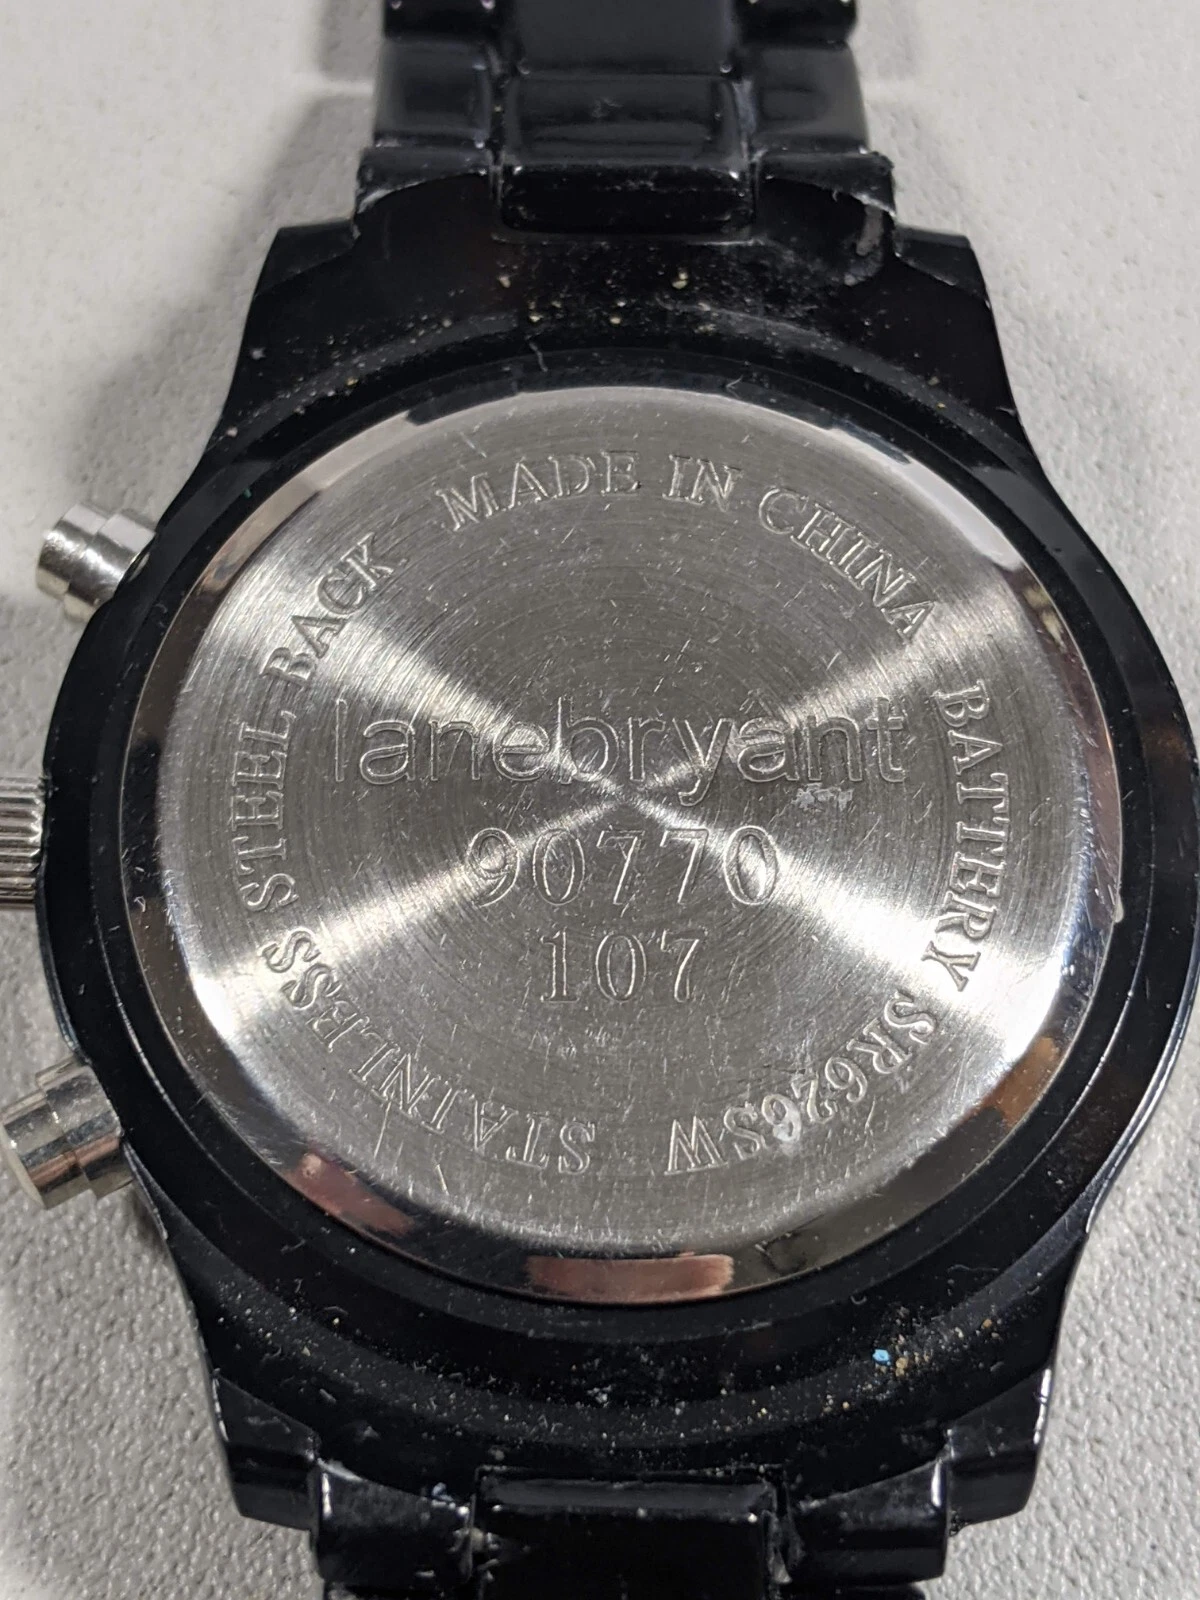 STAINLESS STEEL BACK MADE IN CHINA BATTERY SR626SW
lanebryant
90770
107